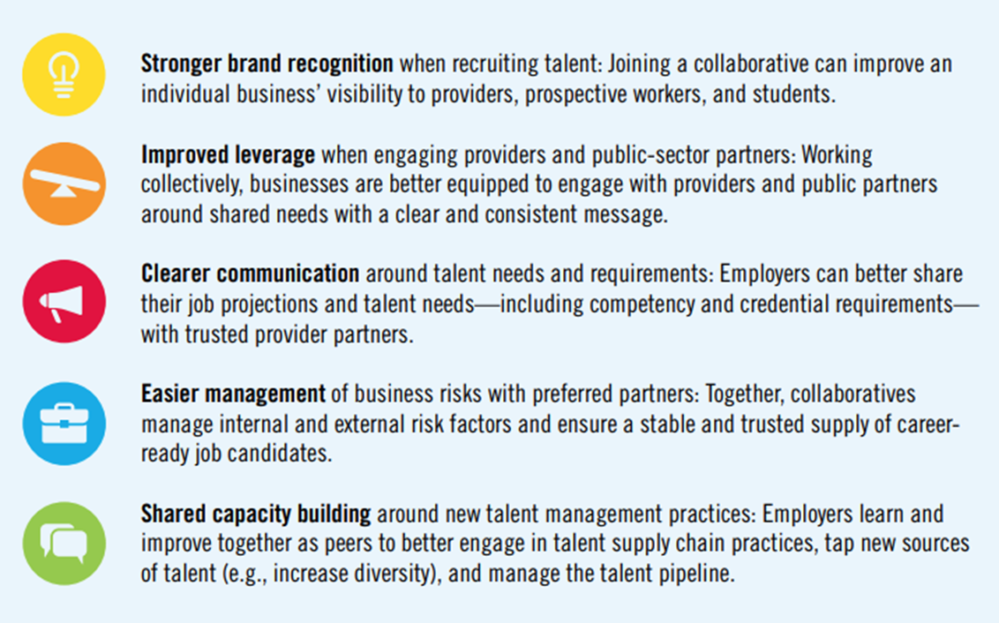 Stronger brand recognition when recruiting talent: Joining a collaborative can improve an
individual business’ visibility to providers, prospective workers, and students.
Improved leverage when engaging providers and public-sector partners: Working
collectively, businesses are better equipped to engage with providers and public partners
around shared needs with a clear and consistent message.
Clearer communication around talent needs and requirements: Employers can better share
their job projections and talent needs—including competency and credential requirements—
with trusted provider partners.
Easier management of business risks with preferred partners: Together, collaboratives
manage internal and external risk factors and ensure a stable and trusted supply of career-
ready job candidates.
Shared capacity building around new talent management practices: Employers learn and
improve together as peers to better engage in talent supply chain practices, tap new sources
of talent (e.g., increase diversity), and manage the talent pipeline.